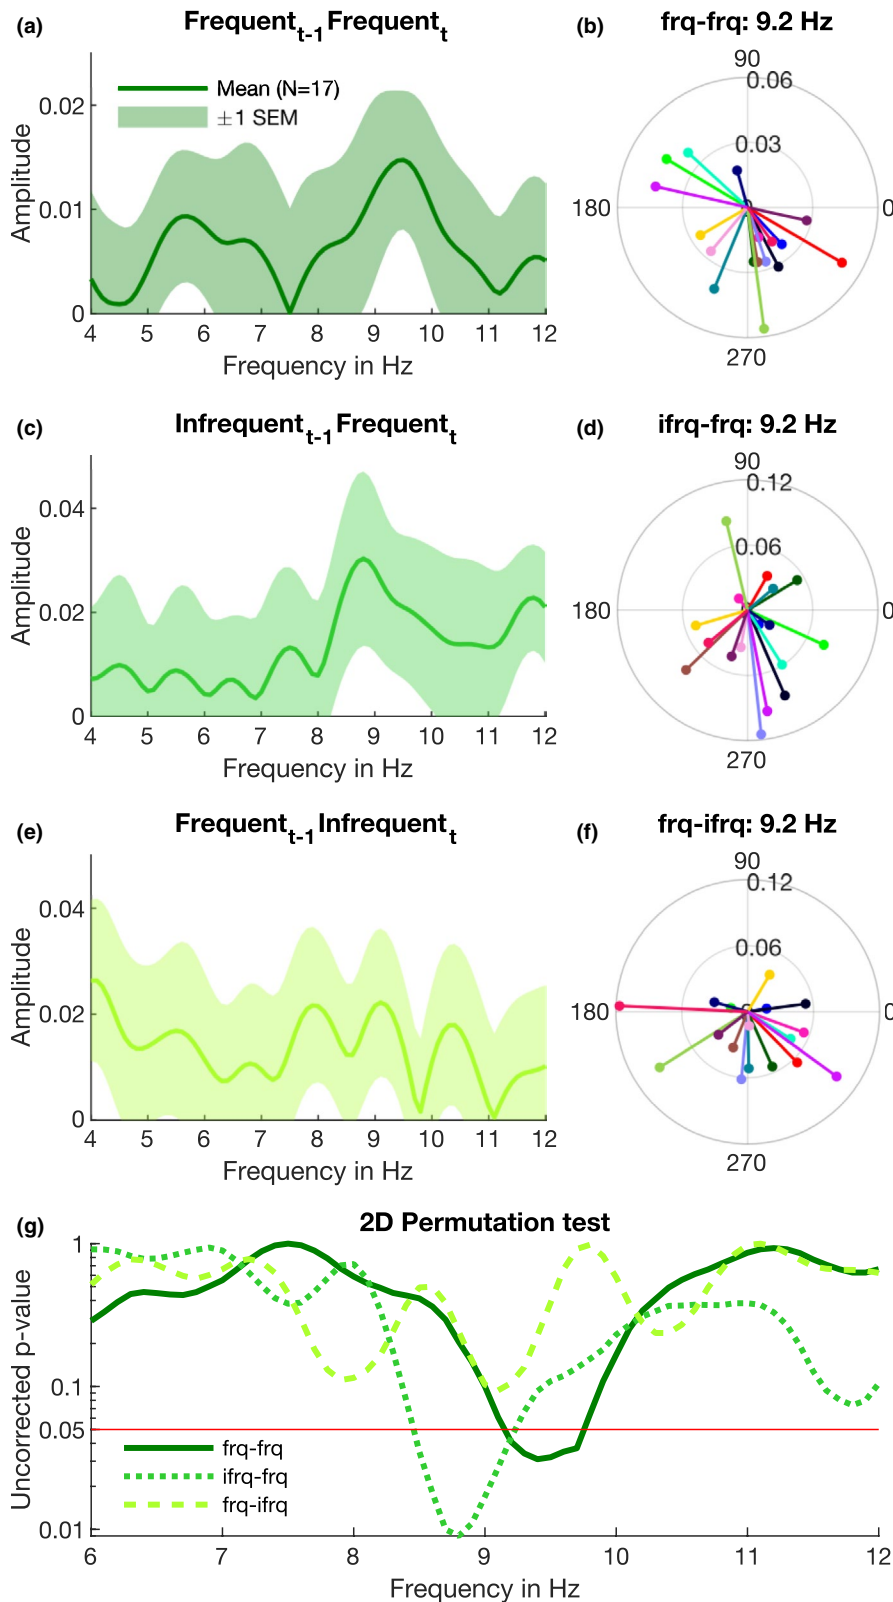 (a) Frequent_t-1 Frequent_t
Mean (N=17)
±1 SEM
Amplitude
0.02
0.01
0
4 5 6 7 8 9 10 11 12
Frequency in Hz
(b) frq-frq: 9.2 Hz
90
0.06
0.03
180
0
270
(c) Infrequent_t-1 Frequent_t
Amplitude
0.04
0.02
0
4 5 6 7 8 9 10 11 12
Frequency in Hz
(d) ifrq-frq: 9.2 Hz
90
0.12
0.06
180
0
270
(e) Frequent_t-1 Infrequent_t
Amplitude
0.04
0.02
0
4 5 6 7 8 9 10 11 12
Frequency in Hz
(f) frq-ifrq: 9.2 Hz
90
0.12
0.06
180
0
270
(g) 2D Permutation test
Uncorrected p-value
1
0.1
0.05
0.01
frq-frq
ifrq-frq
frq-ifrq
6 7 8 9 10 11 12
Frequency in Hz